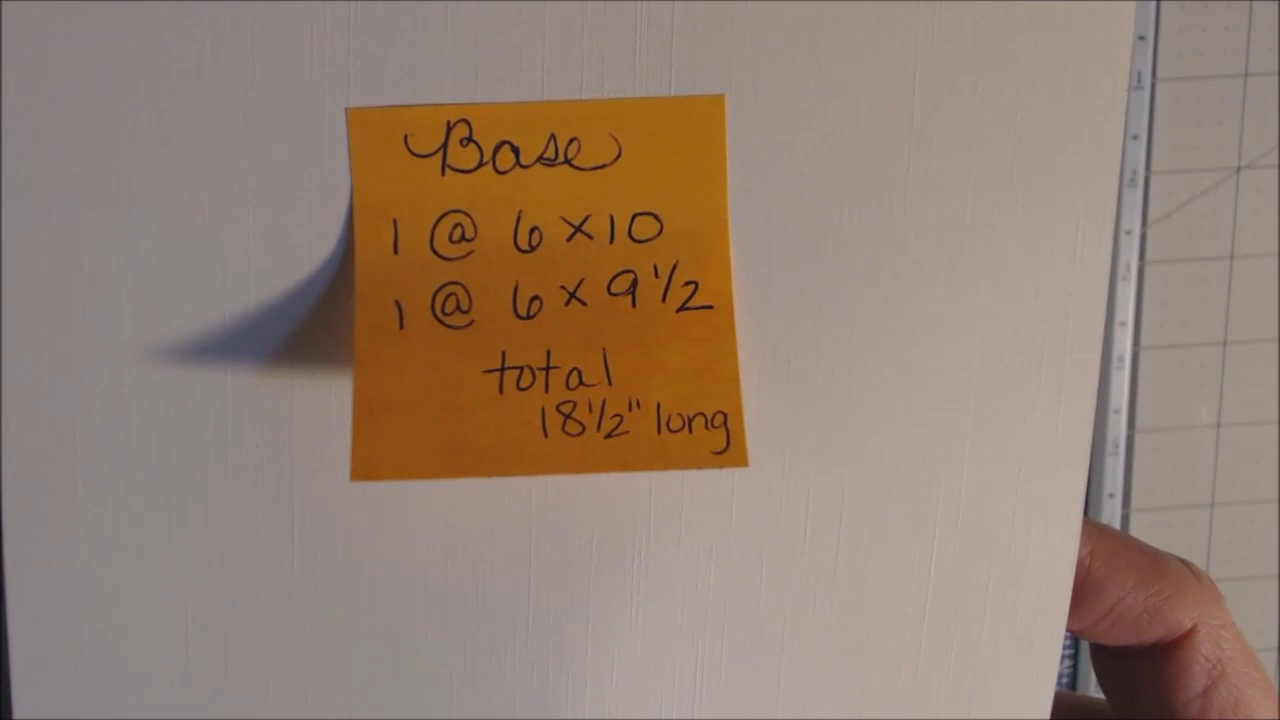 Base
1 @ 6 x 10
1 @ 6 x 9 1/2
total
18 1/2" long